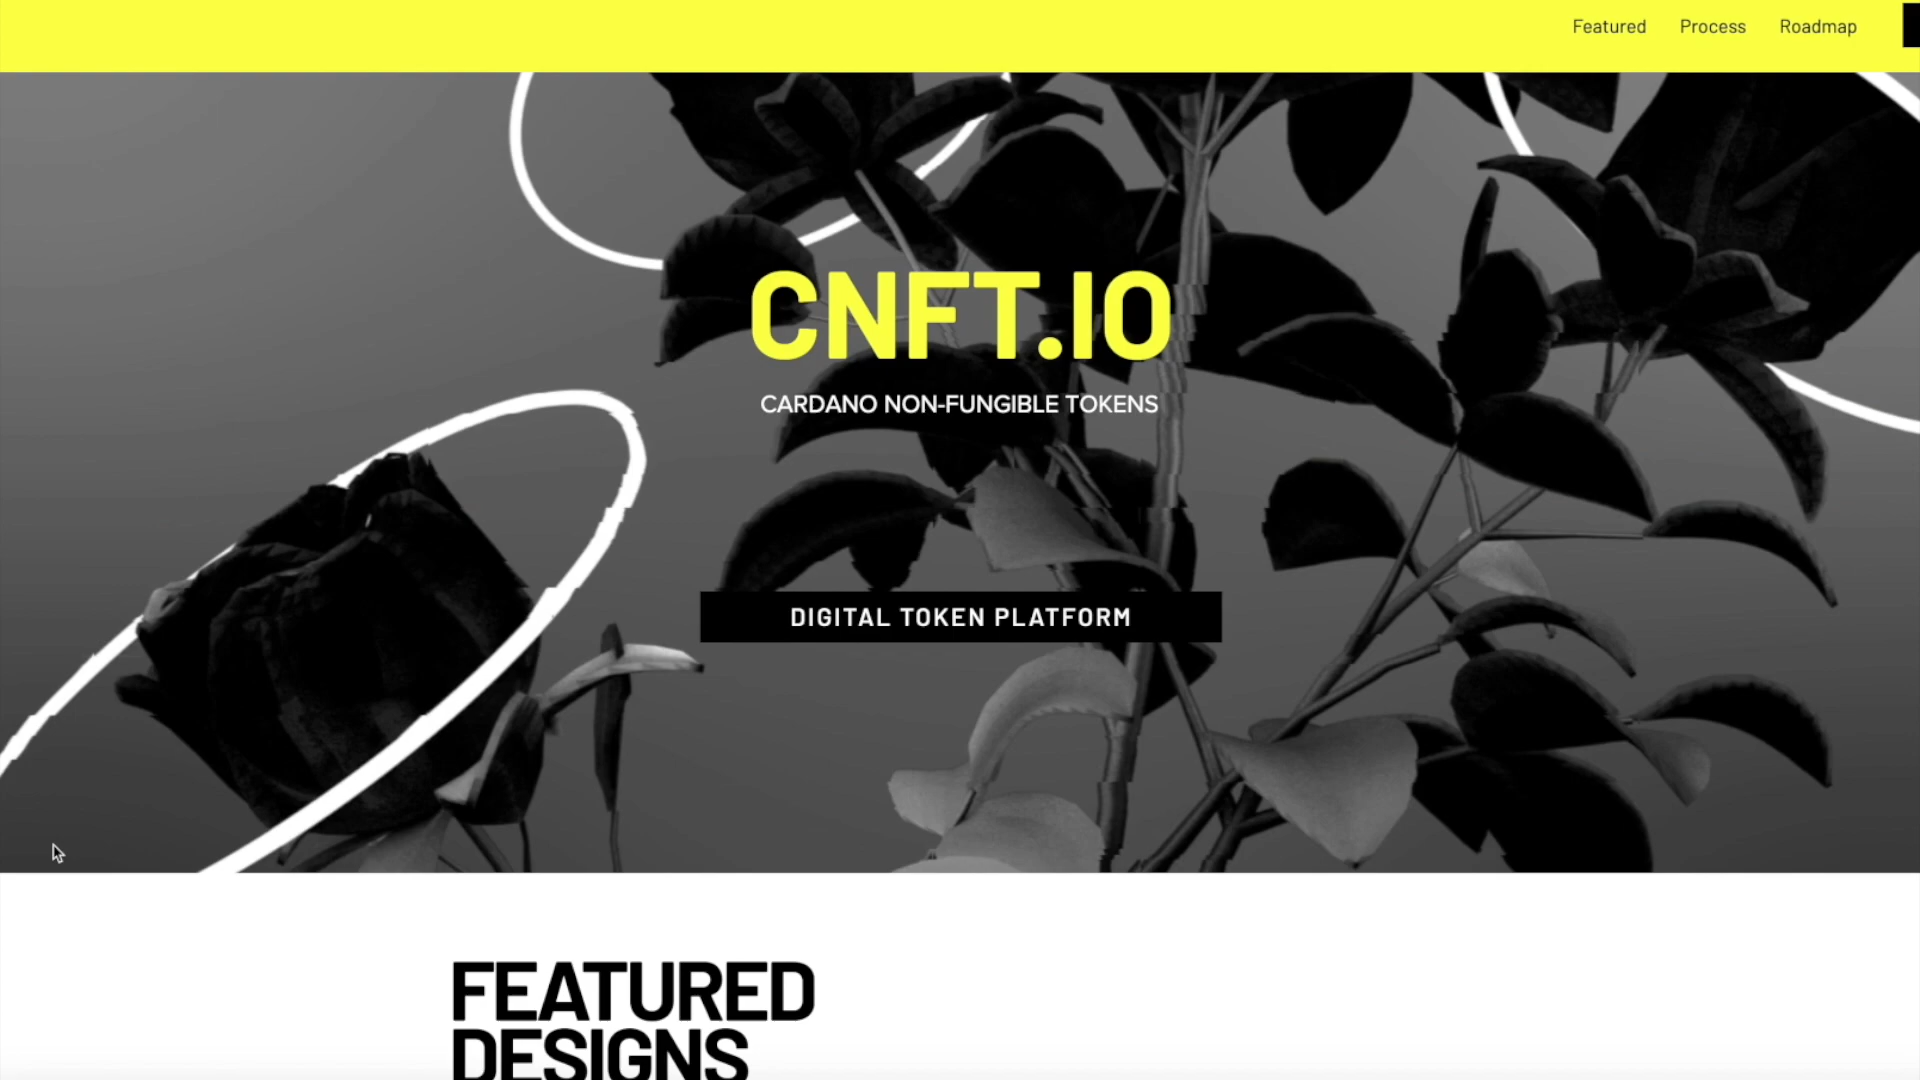 Featured Process Roadmap
CNFT.IO
CARDANO NON-FUNGIBLE TOKENS
DIGITAL TOKEN PLATFORM
FEATURED
DESIGNS